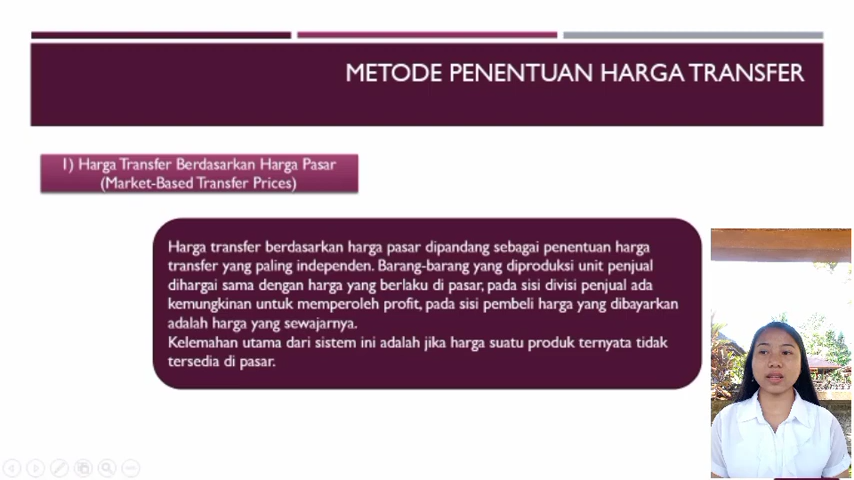 METODE PENENTUAN HARGA TRANSFER
1) Harga Transfer Berdasarkan Harga Pasar
(Market-Based Transfer Prices)
Harga transfer berdasarkan harga pasar dipandang sebagai penentuan harga
transfer yang paling independen. Barang-barang yang diproduksi unit penjual
dihargai sama dengan harga yang berlaku di pasar, pada sisi divisi penjual ada
kemungkinan untuk memperoleh profit, pada sisi pembeli harga yang dibayarkan
adalah harga yang sewajarnya.
Kelemahan utama dari sistem ini adalah jika harga suatu produk ternyata tidak
tersedia di pasar.